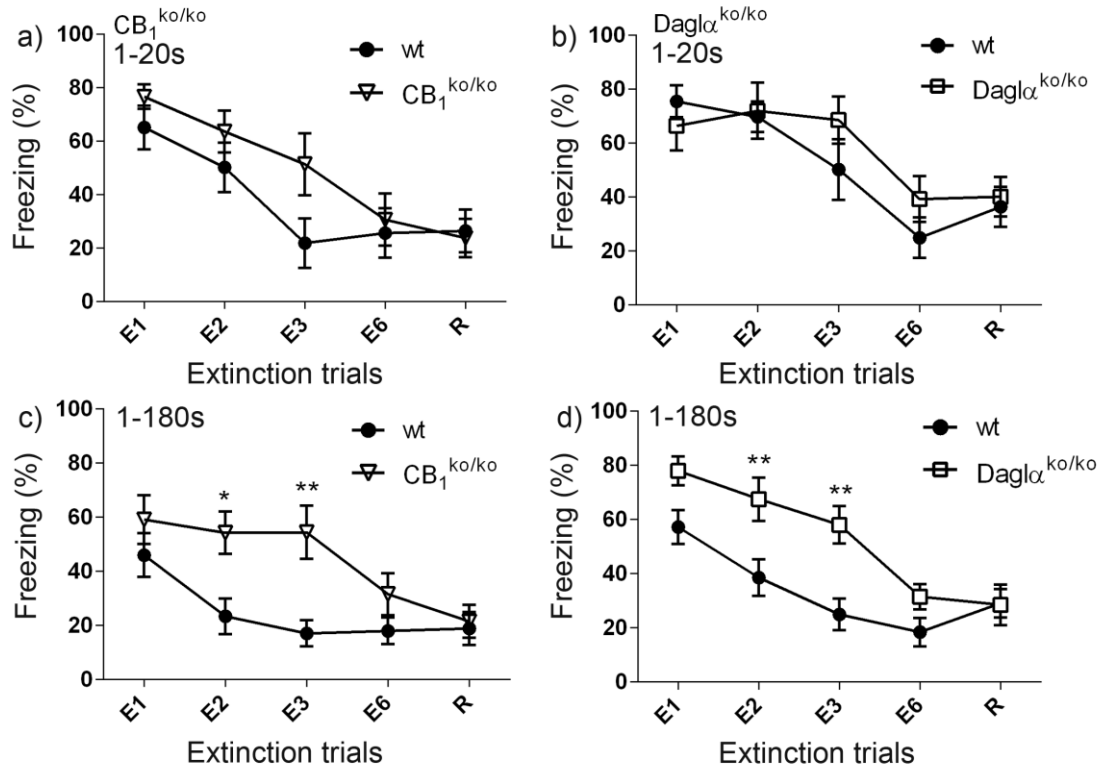 a) CB₁ᵏᵒ/ᵏᵒ
1-20s
wt
CB₁ᵏᵒ/ᵏᵒ
Freezing (%)
100
80
60
40
20
0
E1 E2 E3 E6 R
Extinction trials
b) Daglαᵏᵒ/ᵏᵒ
1-20s
wt
Daglαᵏᵒ/ᵏᵒ
Freezing (%)
100
80
60
40
20
0
E1 E2 E3 E6 R
Extinction trials
c) 1-180s
wt
CB₁ᵏᵒ/ᵏᵒ
* **
Freezing (%)
100
80
60
40
20
0
E1 E2 E3 E6 R
Extinction trials
d) 1-180s
wt
Daglαᵏᵒ/ᵏᵒ
** **
Freezing (%)
100
80
60
40
20
0
E1 E2 E3 E6 R
Extinction trials